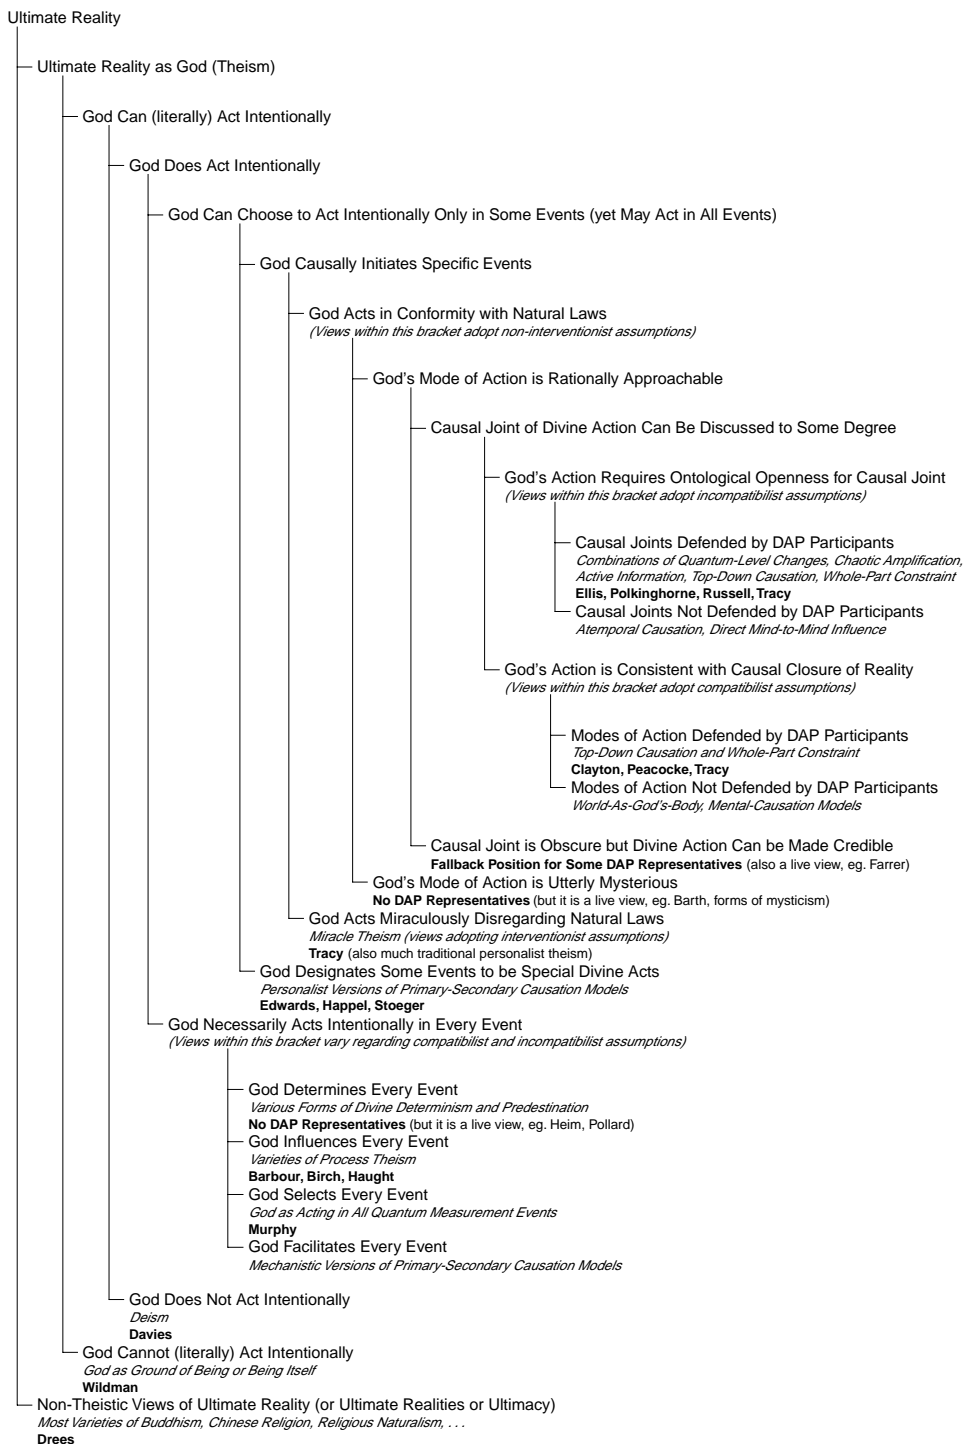 Ultimate Reality
Ultimate Reality as God (Theism)
God Can (literally) Act Intentionally
God Does Act Intentionally
God Can Choose to Act Intentionally Only in Some Events (yet May Act in All Events)
God Causally Initiates Specific Events
God Acts in Conformity with Natural Laws
(Views within this bracket adopt non-interventionist assumptions)
God's Mode of Action is Rationally Approachable
Causal Joint of Divine Action Can Be Discussed to Some Degree
God's Action Requires Ontological Openness for Causal Joint
(Views within this bracket adopt incompatibilist assumptions)
Causal Joints Defended by DAP Participants
Combinations of Quantum-Level Changes, Chaotic Amplification,
Active Information, Top-Down Causation, Whole-Part Constraint
Ellis, Polkinghorne, Russell, Tracy
Causal Joints Not Defended by DAP Participants
Atemporal Causation, Direct Mind-to-Mind Influence
God's Action is Consistent with Causal Closure of Reality
(Views within this bracket adopt compatibilist assumptions)
Modes of Action Defended by DAP Participants
Top-Down Causation and Whole-Part Constraint
Clayton, Peacocke, Tracy
Modes of Action Not Defended by DAP Participants
World-As-God's-Body, Mental-Causation Models
Causal Joint is Obscure but Divine Action Can be Made Credible
Fallback Position for Some DAP Representatives (also a live view, eg. Farrer)
God's Mode of Action is Utterly Mysterious
No DAP Representatives (but it is a live view, eg. Barth, forms of mysticism)
God Acts Miraculously Disregarding Natural Laws
Miracle Theism (views adopting interventionist assumptions)
Tracy (also much traditional personalist theism)
God Designates Some Events to be Special Divine Acts
Personalist Versions of Primary-Secondary Causation Models
Edwards, Happel, Stoeger
God Necessarily Acts Intentionally in Every Event
(Views within this bracket vary regarding compatibilist and incompatibilist assumptions)
God Determines Every Event
Various Forms of Divine Determinism and Predestination
No DAP Representatives (but it is a live view, eg. Heim, Pollard)
God Influences Every Event
Varieties of Process Theism
Barbour, Birch, Haught
God Selects Every Event
God as Acting in All Quantum Measurement Events
Murphy
God Facilitates Every Event
Mechanistic Versions of Primary-Secondary Causation Models
God Does Not Act Intentionally
Deism
Davies
God Cannot (literally) Act Intentionally
God as Ground of Being or Being Itself
Wildman
Non-Theistic Views of Ultimate Reality (or Ultimate Realities or Ultimacy)
Most Varieties of Buddhism, Chinese Religion, Religious Naturalism, . . .
Drees